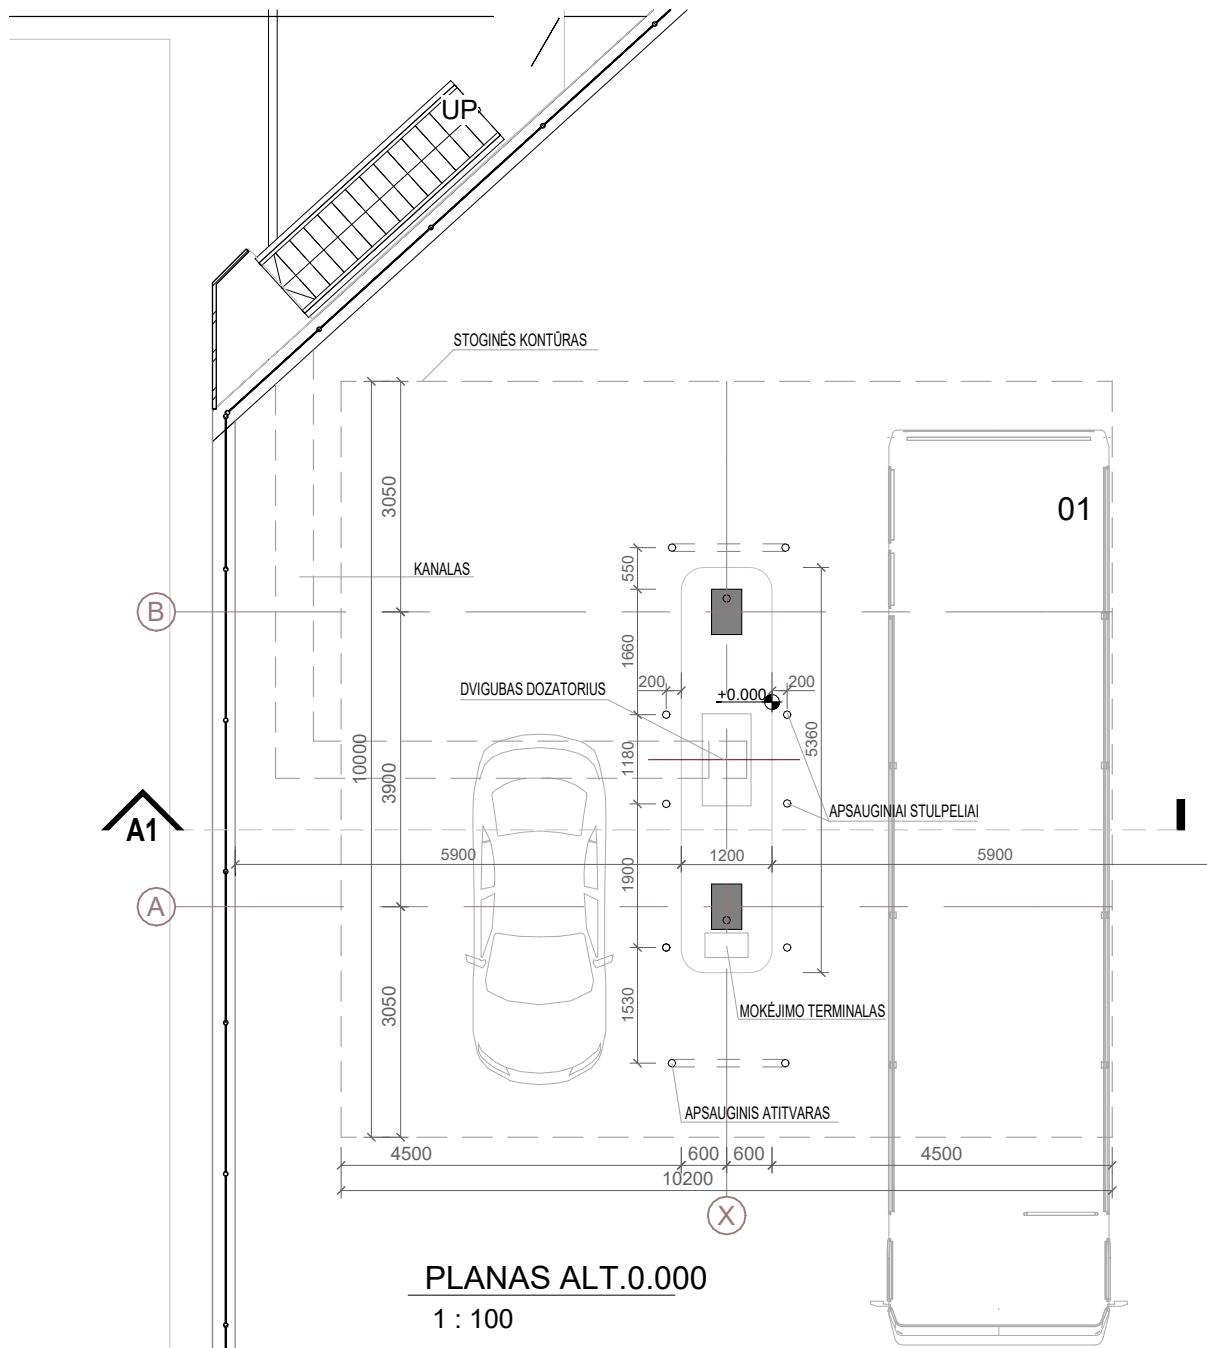 UP
STOGINĖS KONTŪRAS
3050
01
550
KANALAS
B
1660
DVIGUBAS DOZATORIUS
200
+0.000
200
10000
3900
1180
5360
A1
APSAUGINIAI STULPELIAI
5900
1200
5900
1900
A
3050
1530
MOKĖJIMO TERMINALAS
APSAUGINIS ATITVARAS
4500
600
600
4500
10200
X
PLANAS ALT.0.000
1 : 100